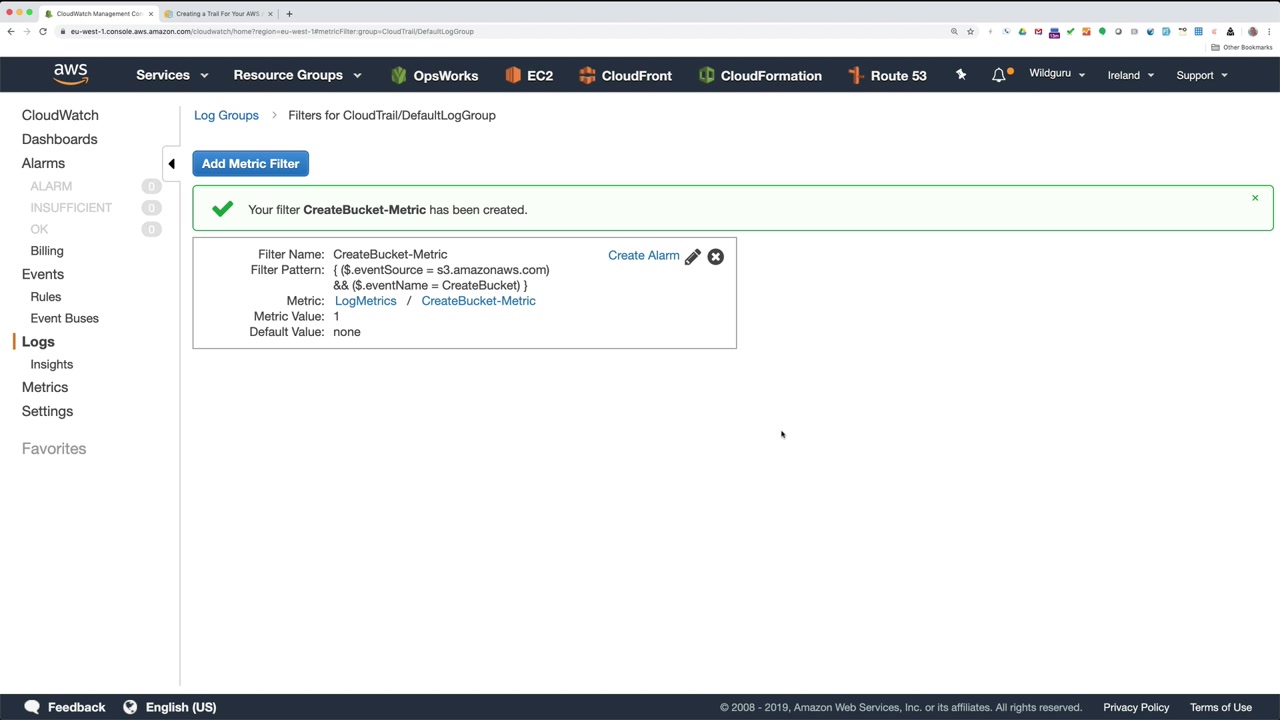 CloudWatch Management Con
Creating a Trail For Your AWS
eu-west-1.console.aws.amazon.com/cloudwatch/home?region=eu-west-1#metricFilter:group=CloudTrail/DefaultLogGroup
Other Bookmarks
aws Services Resource Groups OpsWorks EC2 CloudFront CloudFormation Route 53 Wildguru Ireland Support
CloudWatch
Dashboards
Alarms
ALARM 0
INSUFFICIENT 0
OK 0
Billing
Events
Rules
Event Buses
Logs
Insights
Metrics
Settings
Favorites
Log Groups > Filters for CloudTrail/DefaultLogGroup
Add Metric Filter
Your filter CreateBucket-Metric has been created.
Filter Name: CreateBucket-Metric Create Alarm
Filter Pattern: { ($.eventSource = s3.amazonaws.com)
&& ($.eventName = CreateBucket) }
Metric: LogMetrics / CreateBucket-Metric
Metric Value: 1
Default Value: none
Feedback English (US) © 2008 - 2019, Amazon Web Services, Inc. or its affiliates. All rights reserved. Privacy Policy Terms of Use